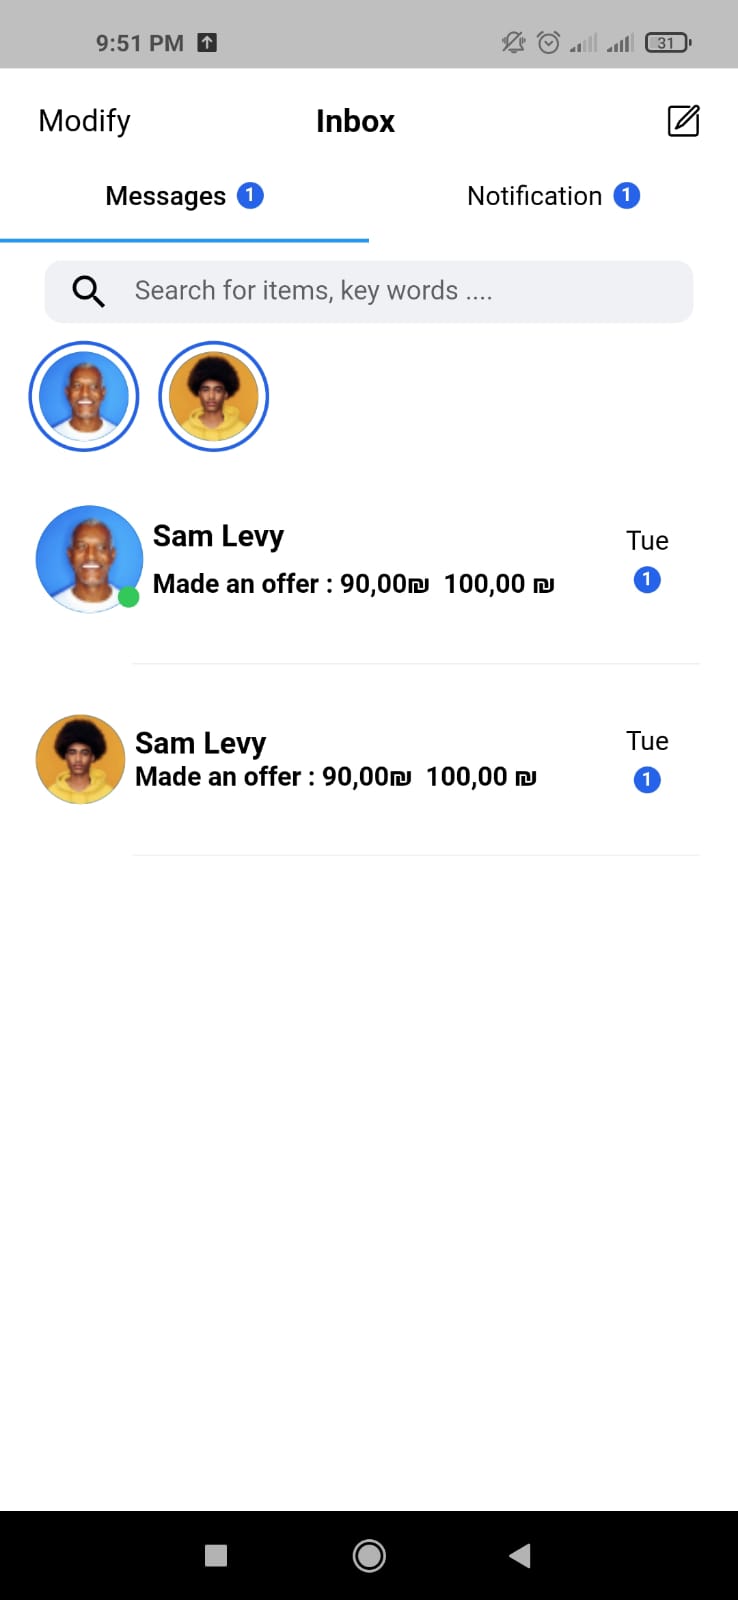 9:51 PM 31
Modify Inbox
Messages 1 Notification 1
Search for items, key words ....
Sam Levy Tue
Made an offer : 90,00₪ 100,00 ₪ 1
Sam Levy Tue
Made an offer : 90,00₪ 100,00 ₪ 1